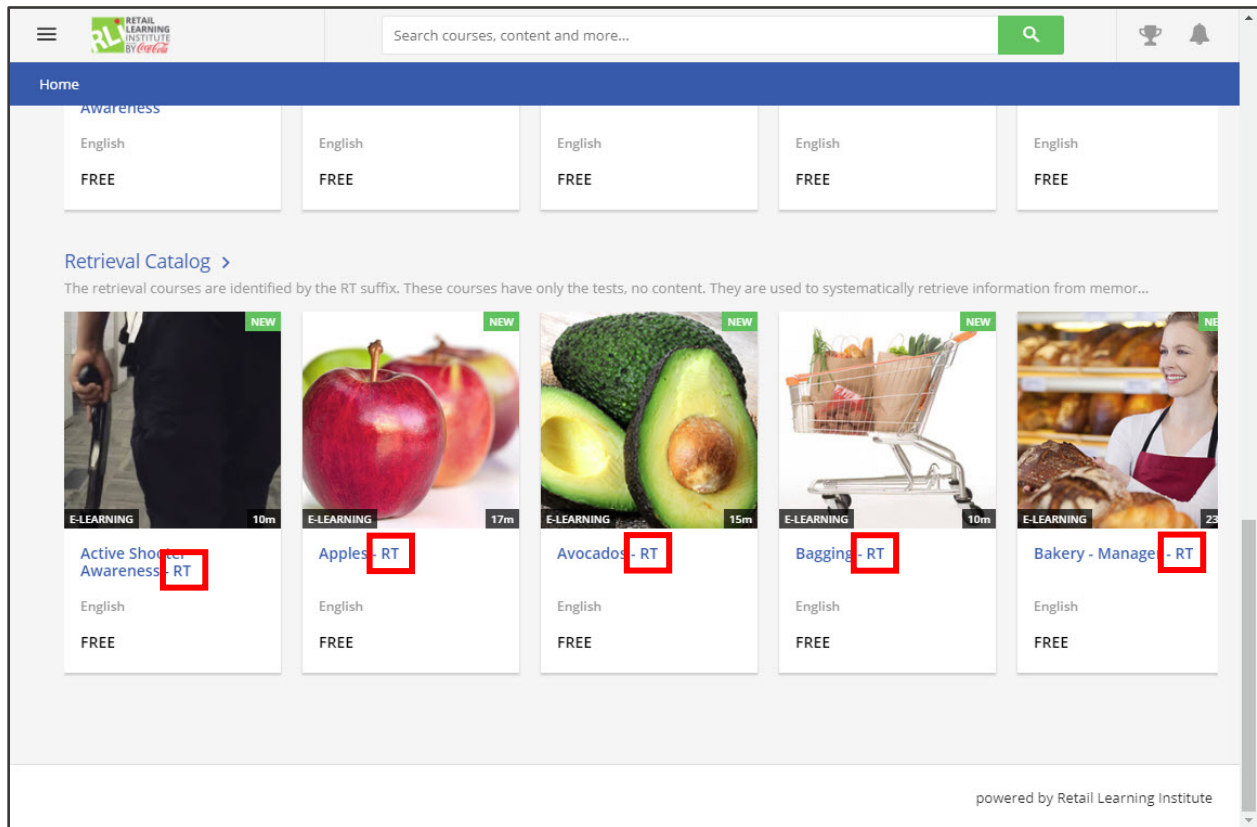 RETAIL
LEARNING
INSTITUTE
BY Coca-Cola
RLI
Search courses, content and more...
Home
Awareness
English English English English English
FREE FREE FREE FREE FREE
Retrieval Catalog >
The retrieval courses are identified by the RT suffix. These courses have only the tests, no content. They are used to systematically retrieve information from memor...
NEW NEW NEW NEW NE
E-LEARNING 10m E-LEARNING 17m E-LEARNING 15m E-LEARNING 10m E-LEARNING 23
Active Shooter Apples - RT Avocados - RT Bagging - RT Bakery - Manager - RT
Awareness - RT
English English English English English
FREE FREE FREE FREE FREE
powered by Retail Learning Institute